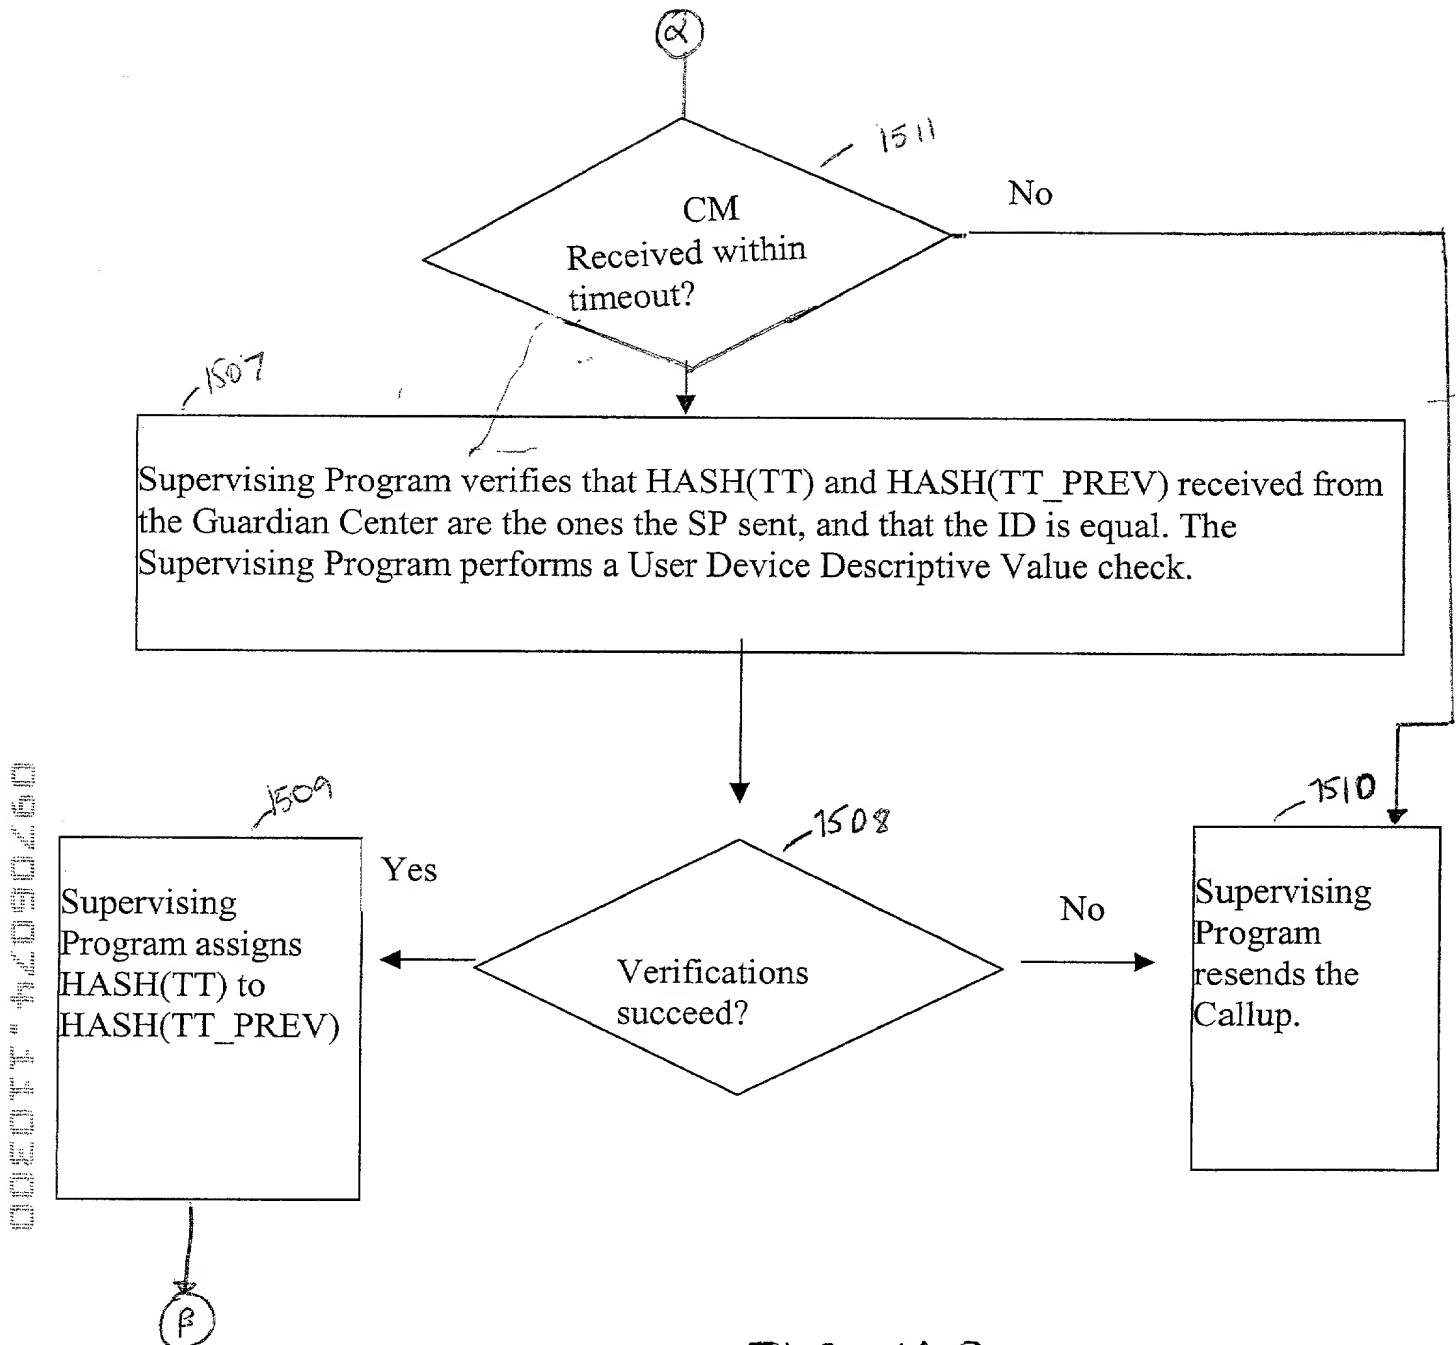 α
1511
No
CM
Received within
timeout?
1507
Supervising Program verifies that HASH(TT) and HASH(TT_PREV) received from
the Guardian Center are the ones the SP sent, and that the ID is equal. The
Supervising Program performs a User Device Descriptive Value check.
1509
1508
1510
Yes
No
Supervising
Program assigns
HASH(TT) to
HASH(TT_PREV)
Verifications
succeed?
Supervising
Program
resends the
Callup.
β